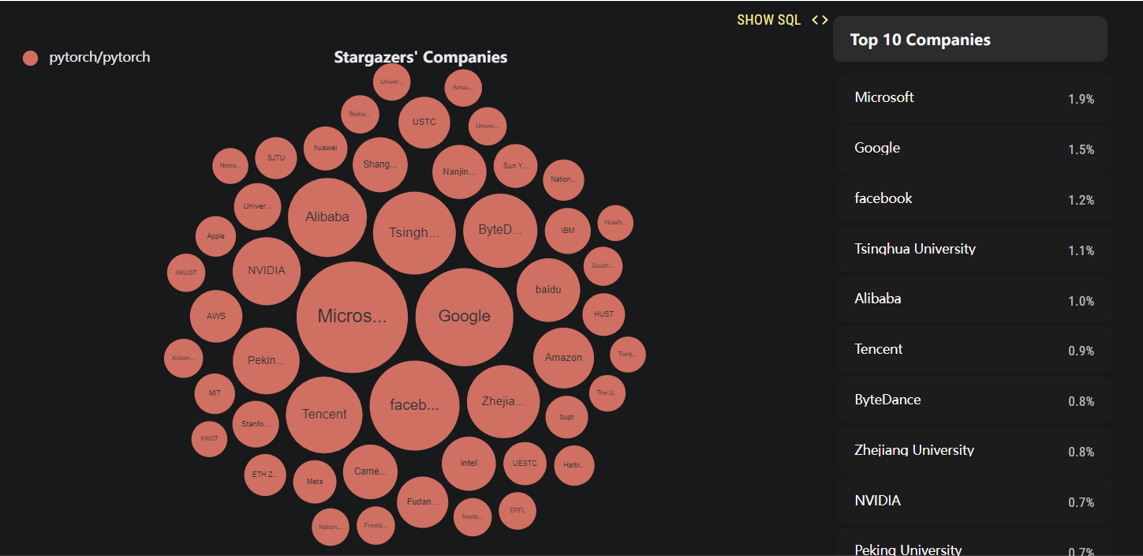 SHOW SQL <>
Top 10 Companies
pytorch/pytorch
Stargazers' Companies
Univer...
Amaz...
USTC
Univer...
huawei
SJTU
Shang...
Nanjin...
Sun Y...
Nation...
Univer...
Alibaba
Tsingh...
ByteD...
IBM
Apple
NVIDIA
HKUST
baidu
South...
AWS
Micros...
Google
HUST
Xidian...
Pekin...
Amazon
Tianji...
MIT
Tencent
faceb...
Zhejia...
The U...
Stanfo...
bupt
KAIST
ETH Z...
Meta
Carne...
intel
UESTC
Harbi...
Fudan...
Nation...
Freela...
freela...
EPFL
Microsoft 1.9%
Google 1.5%
facebook 1.2%
Tsinghua University 1.1%
Alibaba 1.0%
Tencent 0.9%
ByteDance 0.8%
Zhejiang University 0.8%
NVIDIA 0.7%
Peking University 0.7%